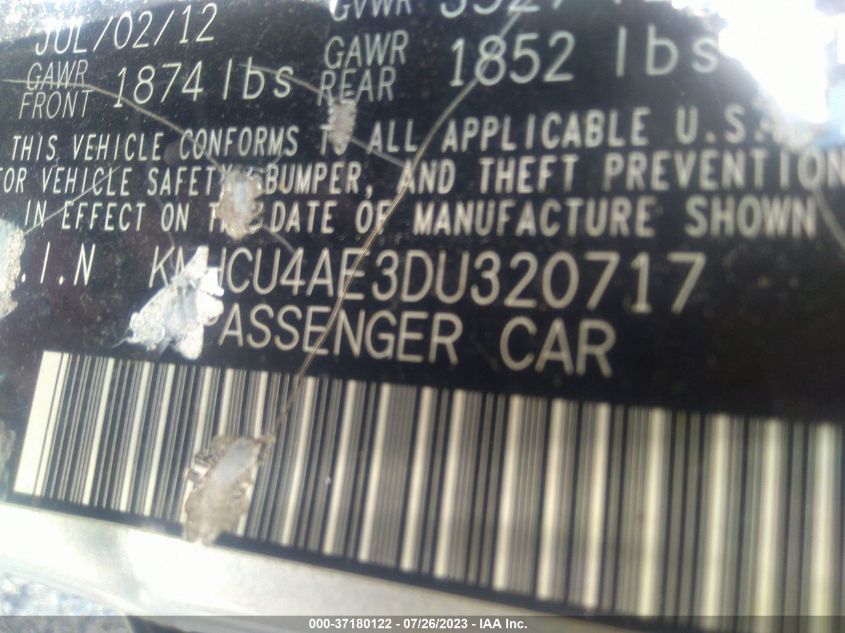 JUL/02/12 GVWR
GAWR FRONT 1874 lbs GAWR REAR 1852 lbs
THIS VEHICLE CONFORMS TO ALL APPLICABLE U.S.
OR VEHICLE SAFETY, BUMPER, AND THEFT PREVENTION
IN EFFECT ON THE DATE OF MANUFACTURE SHOWN
.I.N KMHCU4AE3DU320717
PASSENGER CAR
000-37180122 - 07/26/2023 - IAA Inc.